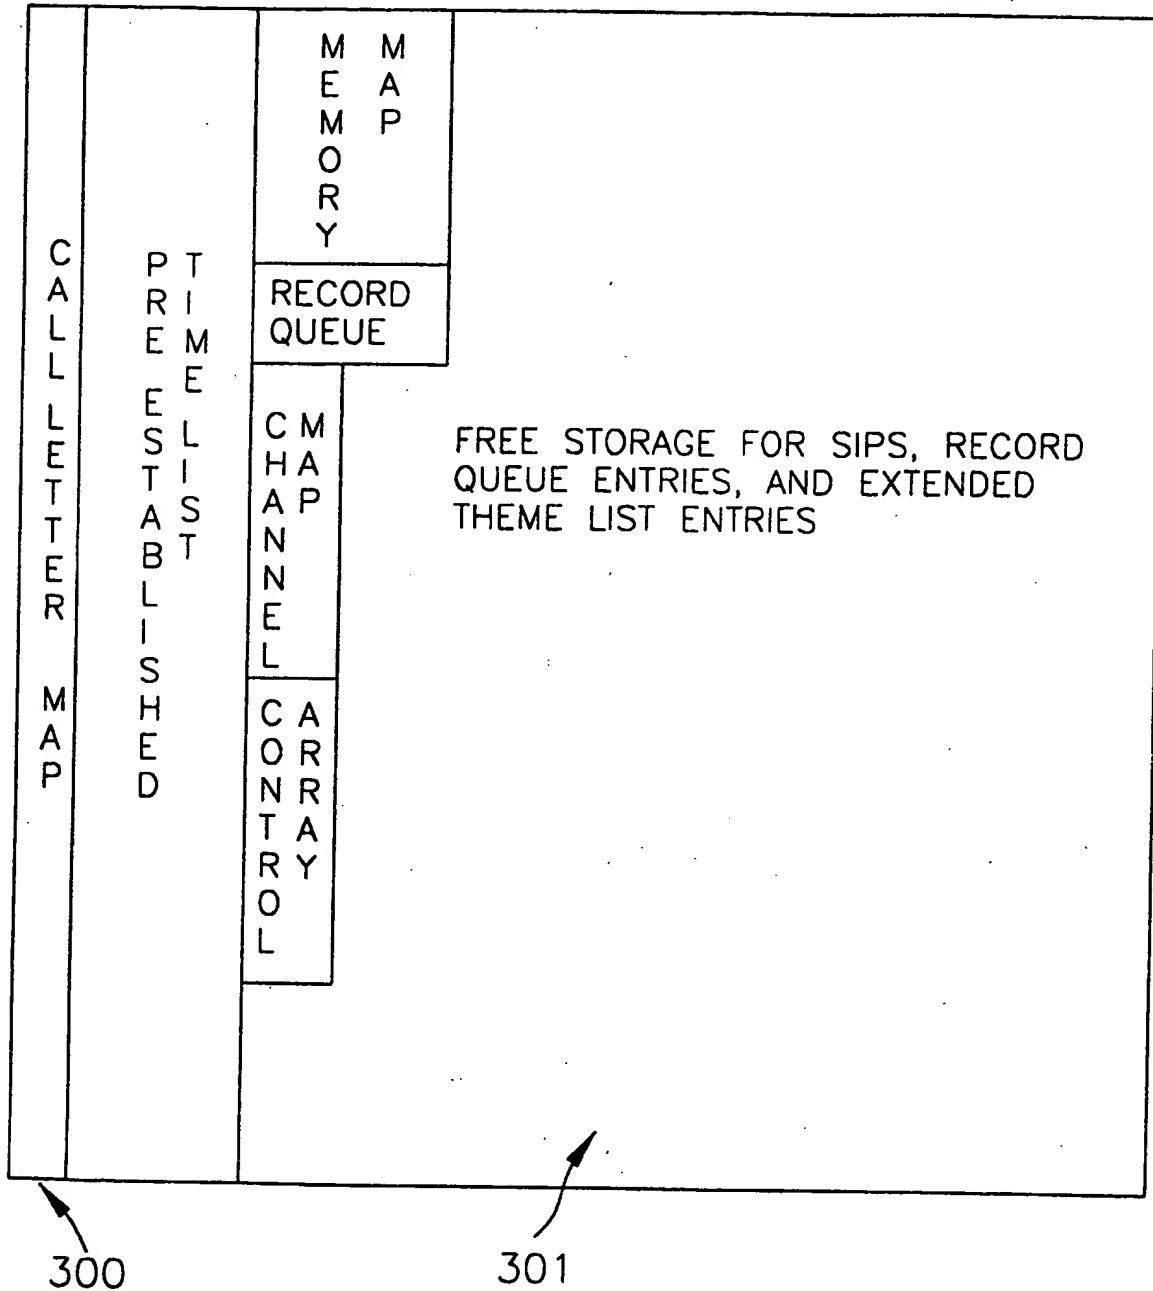 CALL LETTER MAP
PRE ESTABLISHED
TIME LIST
MEMORY
MAP
RECORD
QUEUE
CHANNEL
MAP
CONTROL
ARRAY
FREE STORAGE FOR SIPS, RECORD
QUEUE ENTRIES, AND EXTENDED
THEME LIST ENTRIES
300
301